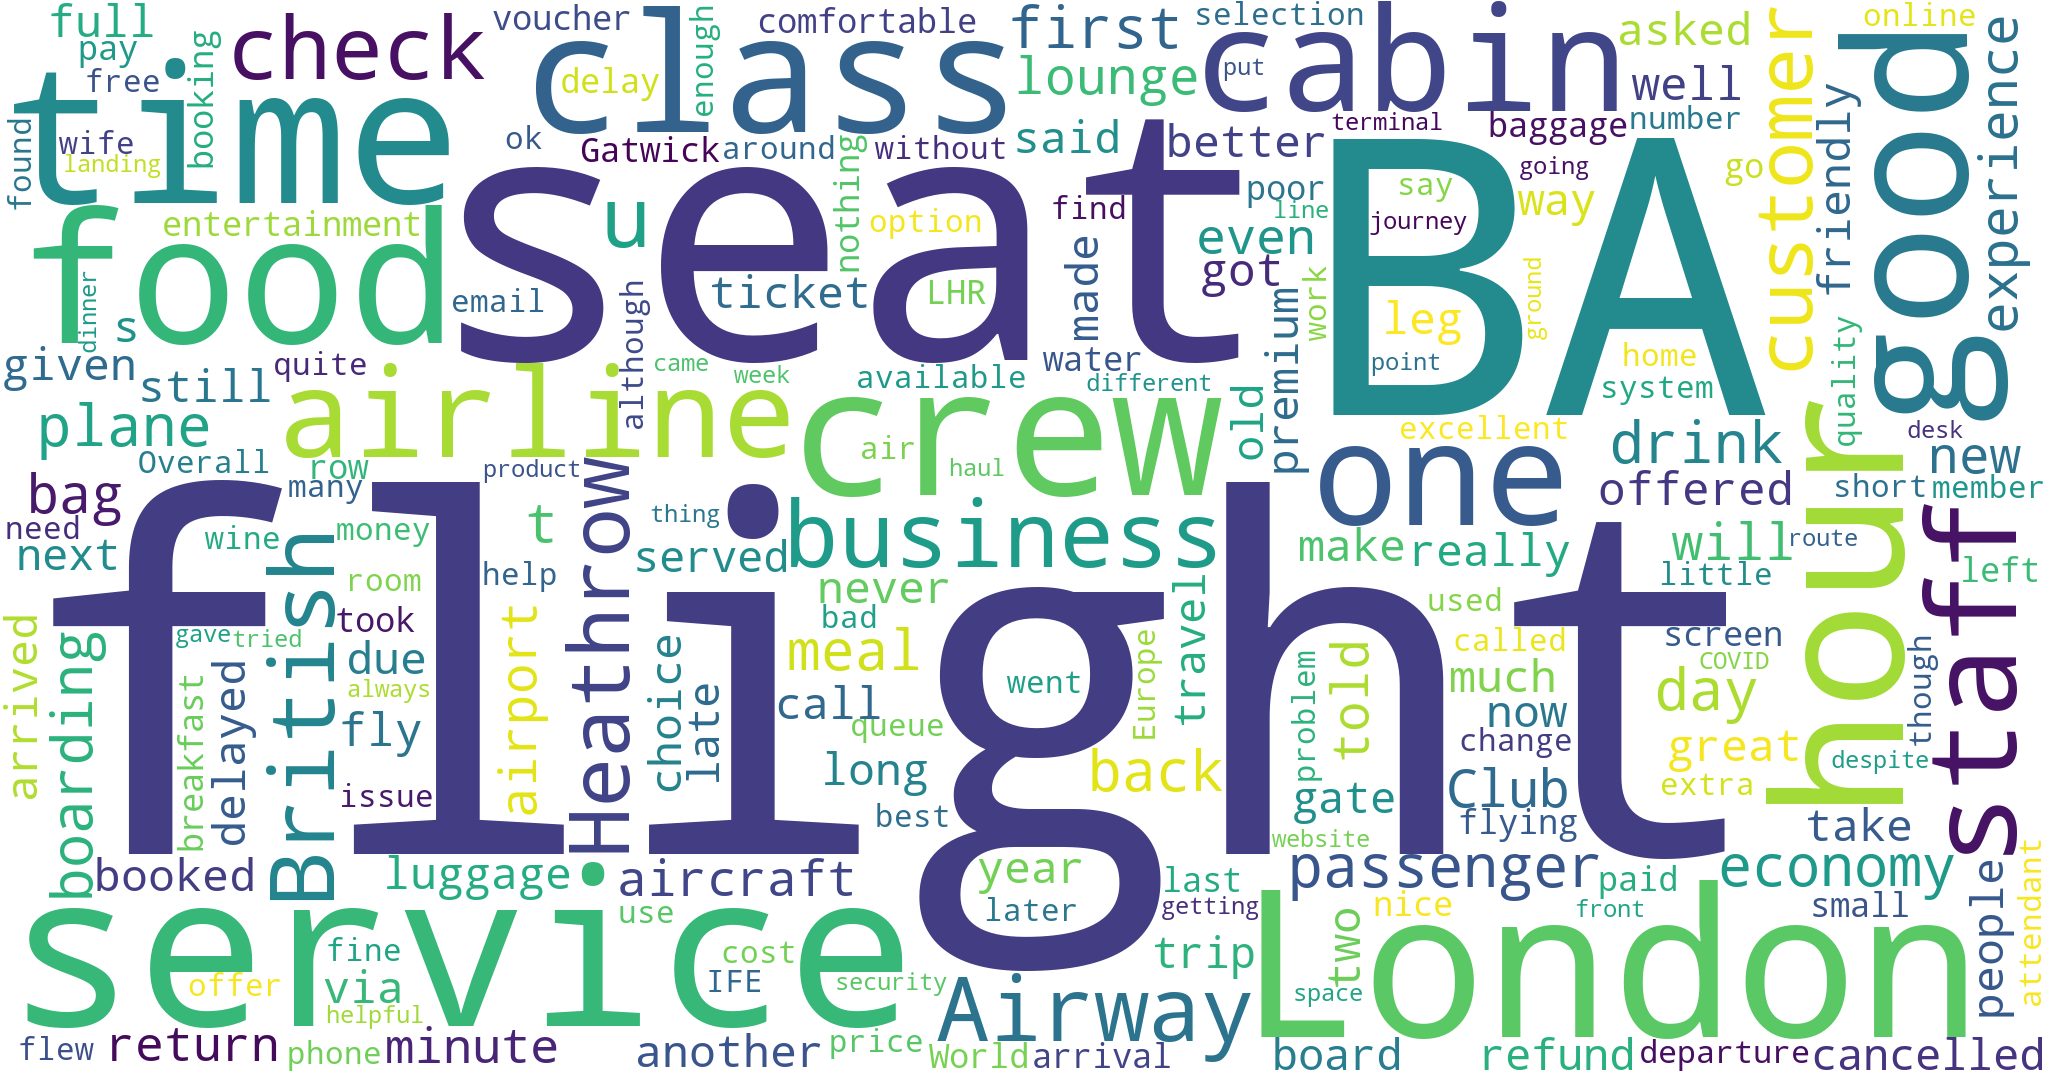 full
voucher
comfortable
first
selection
online
pay
check
class
cabin
asked
free
booking
delay
enough
lounge
put
well
customer
good
experience
time
found
wife
landing
ok
Gatwick
around
nothing
without
said
better
terminal
baggage
number
friendly
going
go
seat
BA
food
entertainment
u
option
find
poor
say
way
line
journey
even
got
dinner
s
email
although
ticket
LHR
made
premium
work
leg
ground
given
still
quite
came
week
available
water
different
point
home
system
quality
plane
airline
crew
old
excellent
drink
desk
Overall
row
product
air
haul
one
new
bag
many
Heathrow
offered
short
member
need
next
wine
British
money
t
thing
served
business
make
really
will
route
hour
staff
flight
room
help
never
travel
used
little
left
arrived
boarding
gave
tried
took
airport
choice
bad
meal
Europe
called
screen
though
due
always
late
went
problem
told
much
COVID
day
breakfast
delayed
fly
call
queue
now
change
great
despite
issue
long
back
gate
Club
extra
best
website
flying
take
booked
luggage
aircraft
year
last
passenger
paid
economy
people
attendant
service
use
later
getting
two
nice
front
small
London
fine
cost
trip
offer
via
IFE
security
Airway
space
helpful
flew
return
phone
minute
another
price
World
arrival
board
refund
departure
cancelled